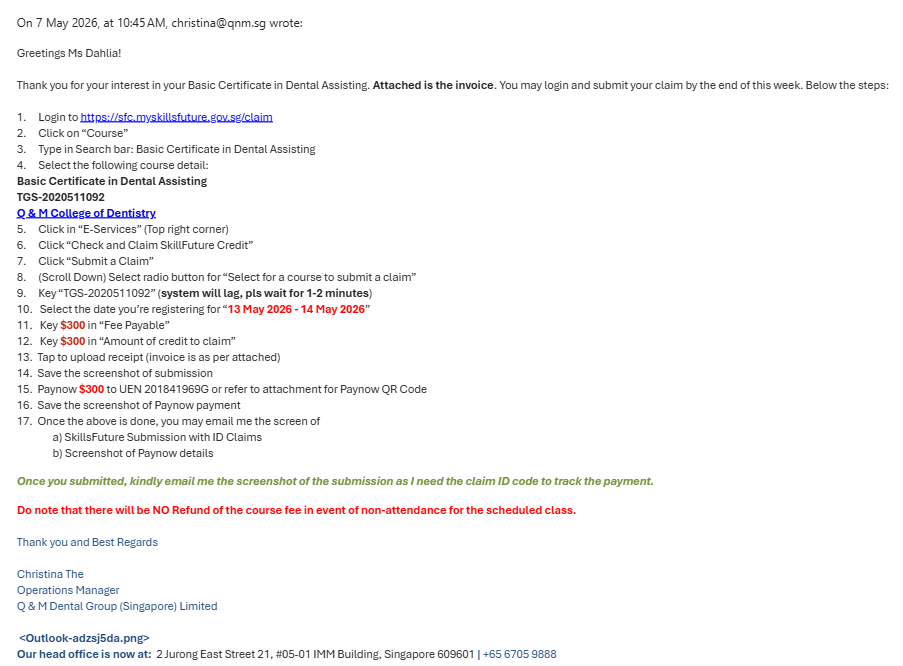 On 7 May 2026, at 10:45 AM, christina@qnm.sg wrote:
Greetings Ms Dahlia!
Thank you for your interest in your Basic Certificate in Dental Assisting. Attached is the invoice. You may login and submit your claim by the end of this week. Below the steps:
1. Login to https://sfc.myskillsfuture.gov.sg/claim
2. Click on “Course”
3. Type in Search bar: Basic Certificate in Dental Assisting
4. Select the following course detail:
Basic Certificate in Dental Assisting
TGS-2020511092
Q & M College of Dentistry
5. Click in “E-Services” (Top right corner)
6. Click “Check and Claim SkillFuture Credit”
7. Click “Submit a Claim”
8. (Scroll Down) Select radio button for “Select for a course to submit a claim”
9. Key “TGS-2020511092” (system will lag, pls wait for 1-2 minutes)
10. Select the date you’re registering for “13 May 2026 - 14 May 2026”
11. Key $300 in “Fee Payable”
12. Key $300 in “Amount of credit to claim”
13. Tap to upload receipt (invoice is as per attached)
14. Save the screenshot of submission
15. Paynow $300 to UEN 201841969G or refer to attachment for Paynow QR Code
16. Save the screenshot of Paynow payment
17. Once the above is done, you may email me the screen of
a) SkillsFuture Submission with ID Claims
b) Screenshot of Paynow details
Once you submitted, kindly email me the screenshot of the submission as I need the claim ID code to track the payment.
Do note that there will be NO Refund of the course fee in event of non-attendance for the scheduled class.
Thank you and Best Regards
Christina The
Operations Manager
Q & M Dental Group (Singapore) Limited
<Outlook-adzsj5da.png>
Our head office is now at: 2 Jurong East Street 21, #05-01 IMM Building, Singapore 609601 | +65 6705 9888